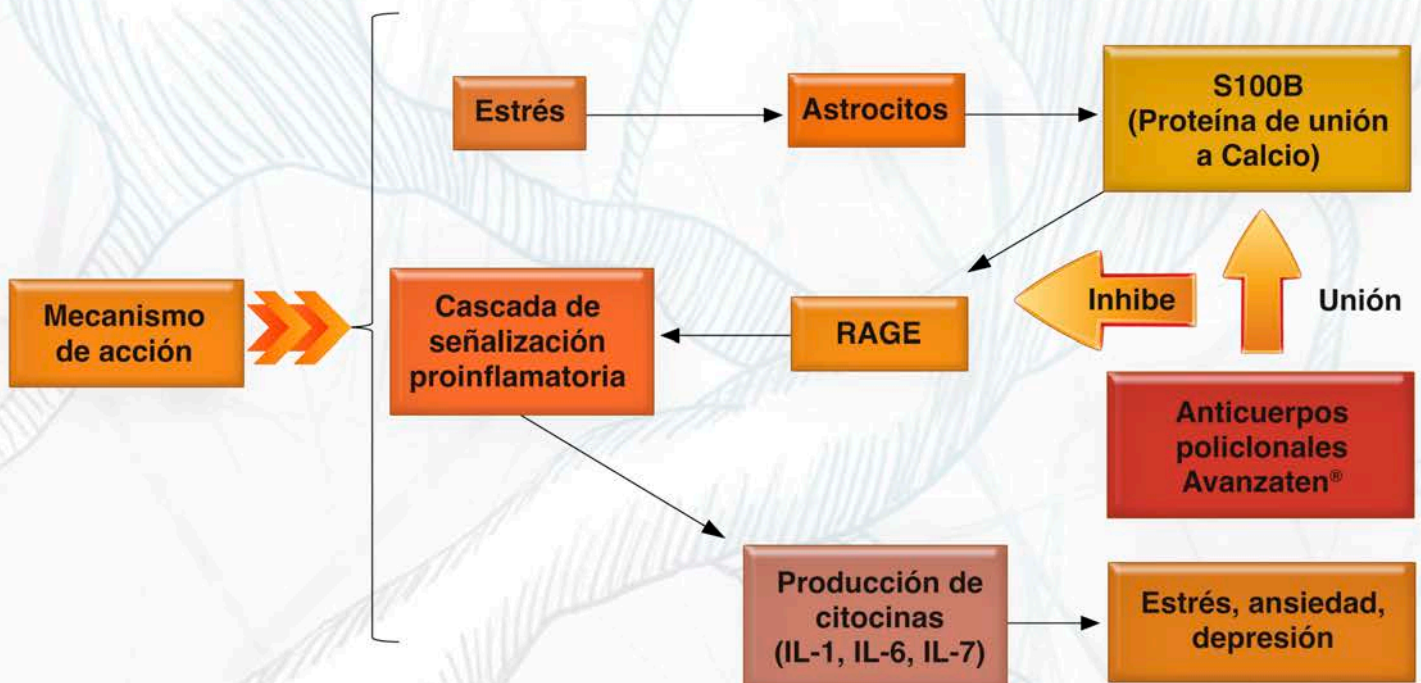 Estrés
Astrocitos
S100B
(Proteína de unión
a Calcio)
Mecanismo
de acción
Cascada de
señalización
proinflamatoria
RAGE
Inhibe
Unión
Anticuerpos
policlonales
Avanzaten®
Producción de
citocinas
(IL-1, IL-6, IL-7)
Estrés, ansiedad,
depresión